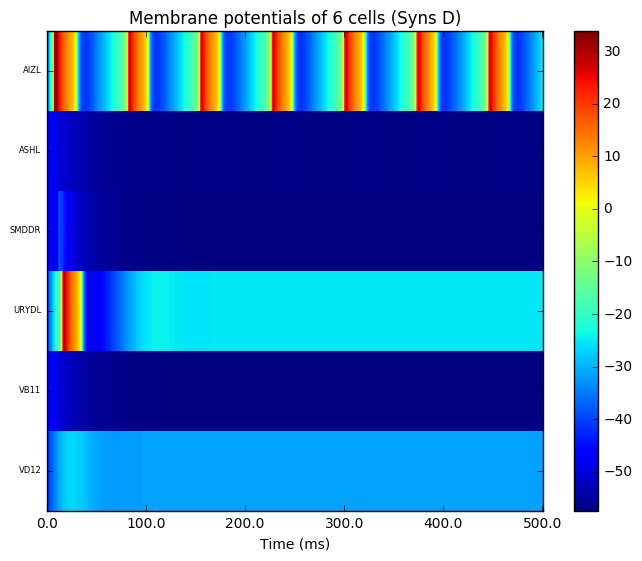 Membrane potentials of 6 cells (Syns D)
AIZL
ASHL
SMDDR
URYDL
VB11
VD12
0.0 100.0 200.0 300.0 400.0 500.0
Time (ms)
30
20
10
0
−10
−20
−30
−40
−50